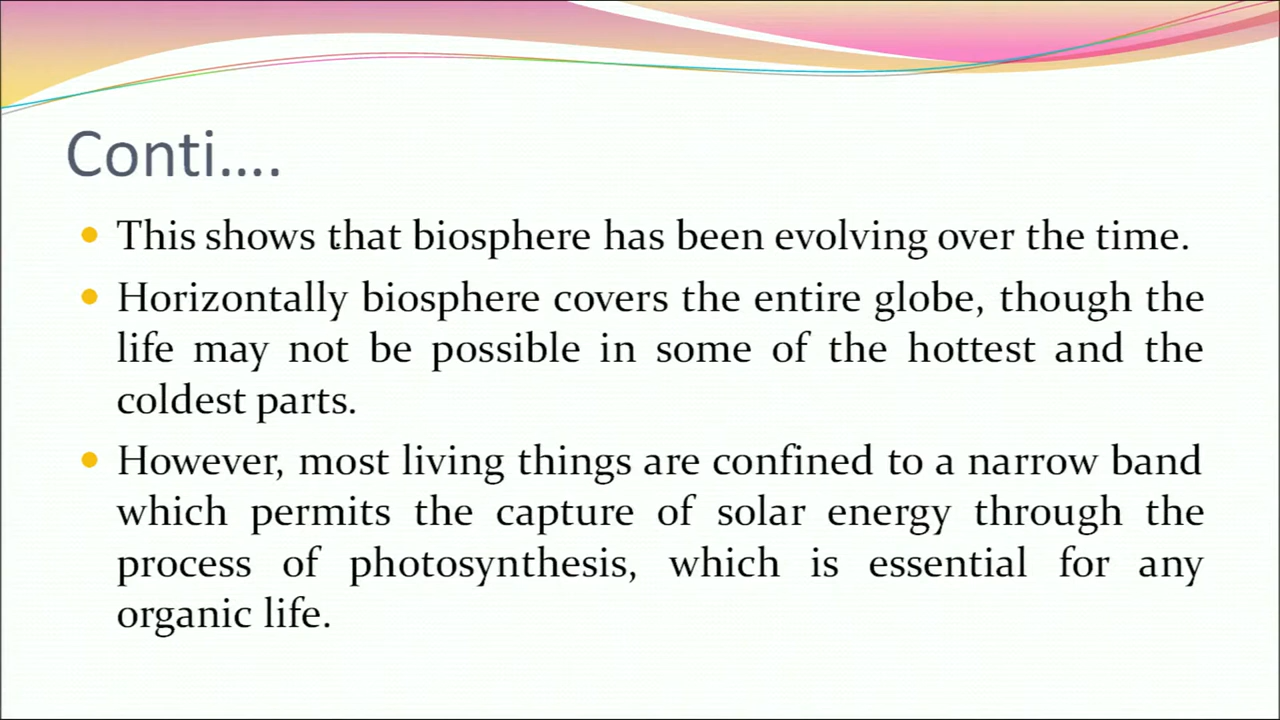 Conti....
This shows that biosphere has been evolving over the time.
Horizontally biosphere covers the entire globe, though the
life may not be possible in some of the hottest and the
coldest parts.
However, most living things are confined to a narrow band
which permits the capture of solar energy through the
process of photosynthesis, which is essential for any
organic life.